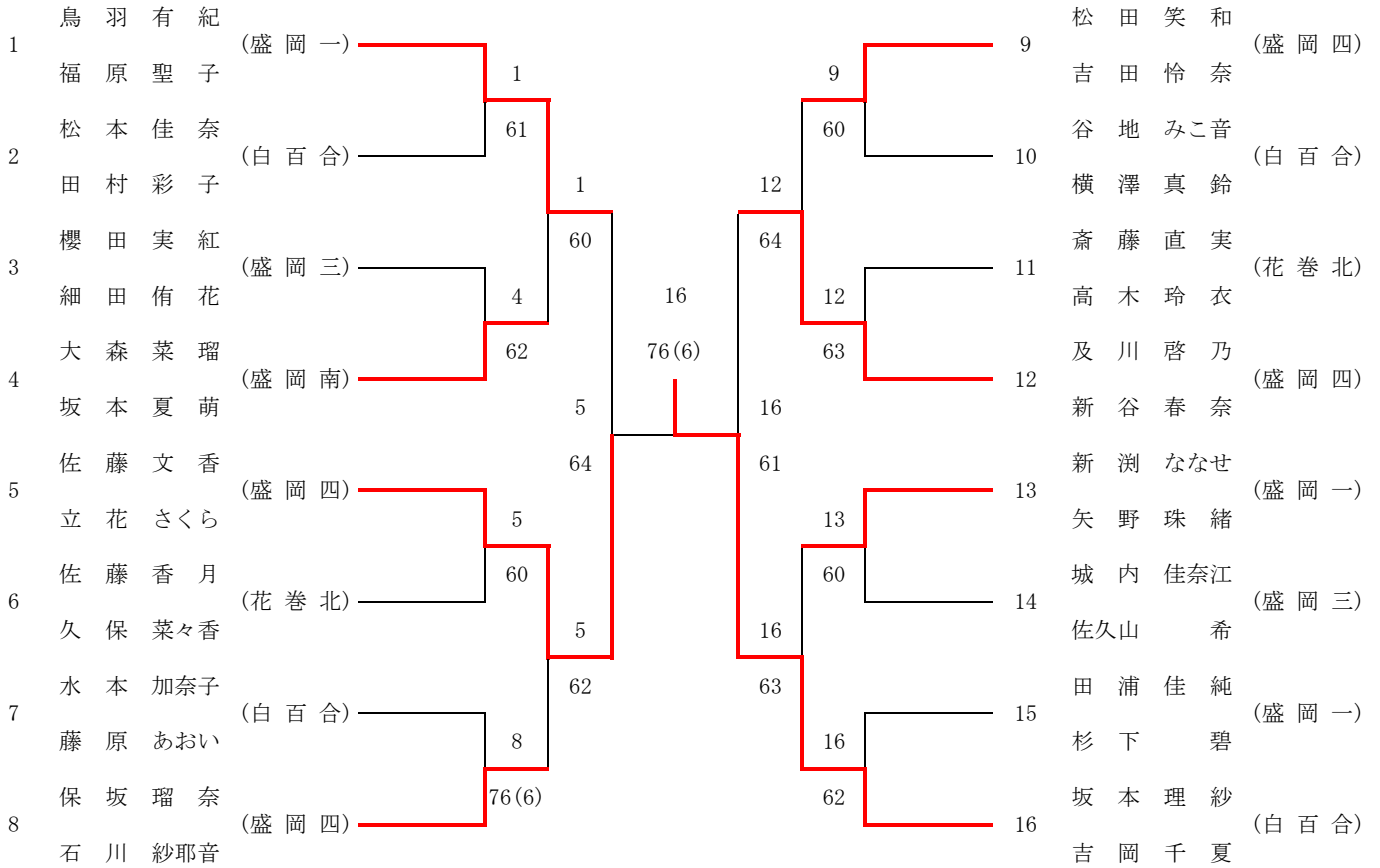 鳥 羽 有 紀
1 (盛 岡 一)
福 原 聖 子
1
61
松 本 佳 奈
2 (白 百 合)
田 村 彩 子
1
60
櫻 田 実 紅
3 (盛 岡 三)
細 田 侑 花
4
62
大 森 菜 瑠
4 (盛 岡 南)
坂 本 夏 萌
5
64
佐 藤 文 香
5 (盛 岡 四)
立 花 さくら
5
60
佐 藤 香 月
6 (花 巻 北)
久 保 菜々香
5
62
水 本 加奈子
7 (白 百 合)
藤 原 あおい
8
76(6)
保 坂 瑠 奈
8 (盛 岡 四)
石 川 紗耶音
16
76(6)
松 田 笑 和
9 (盛 岡 四)
吉 田 怜 奈
9
60
谷 地 みこ音
10 (白 百 合)
横 澤 真 鈴
12
64
斎 藤 直 実
11 (花 巻 北)
高 木 玲 衣
12
63
及 川 啓 乃
12 (盛 岡 四)
新 谷 春 奈
16
61
新 渕 ななせ
13 (盛 岡 一)
矢 野 珠 緒
13
60
城 内 佳奈江
14 (盛 岡 三)
佐久山 希
16
63
田 浦 佳 純
15 (盛 岡 一)
杉 下 碧
16
62
坂 本 理 紗
16 (白 百 合)
吉 岡 千 夏